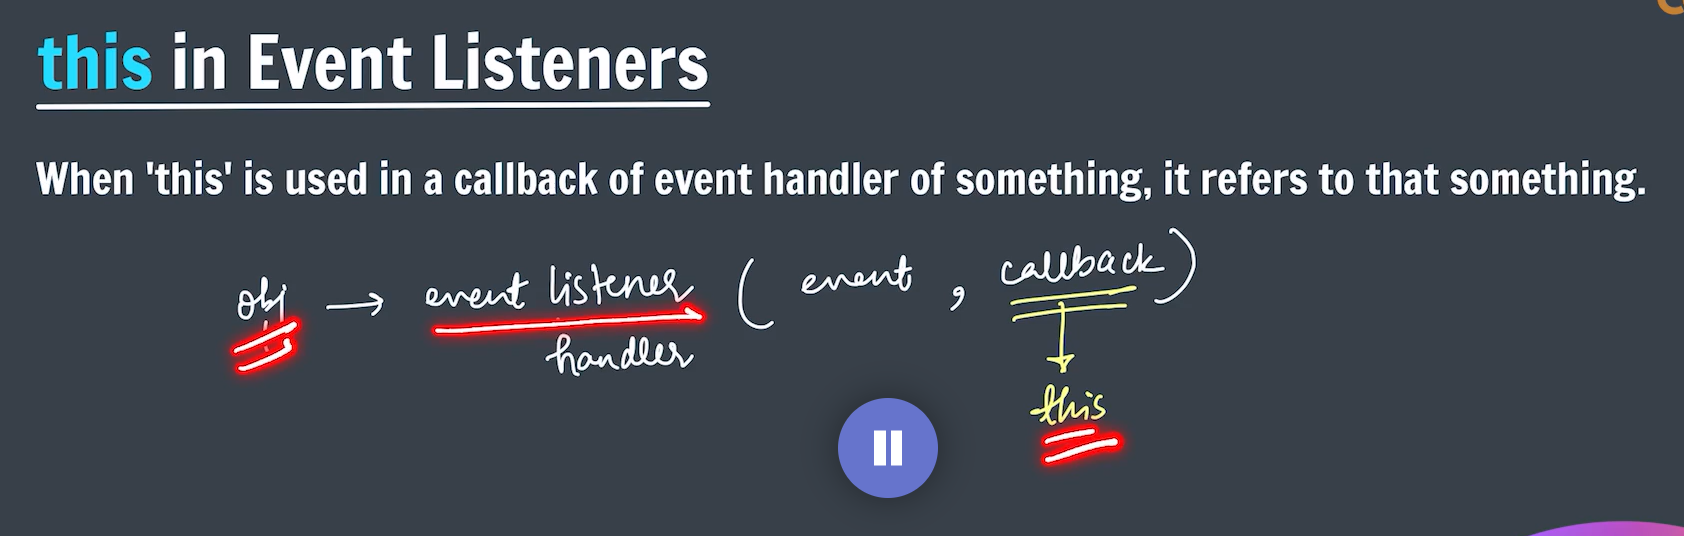 this in Event Listeners
When 'this' is used in a callback of event handler of something, it refers to that something.
obj → event listener ( event , callback )
handler
this